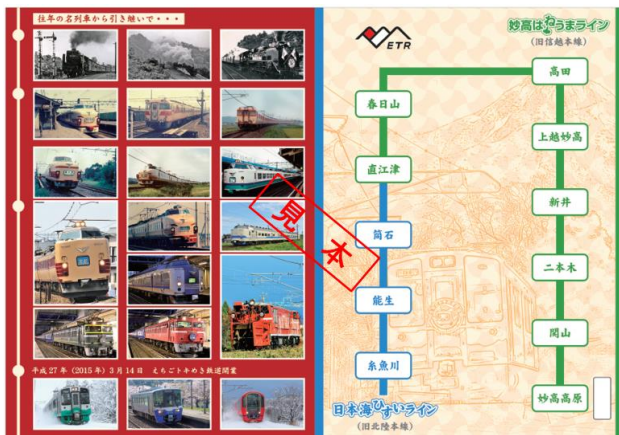 往年の名列車から引き継いで・・・
平成27年（2015年）3月14日　えちごトキめき鉄道開業
見本
ETR
妙高はねうまライン
（旧信越本線）
高田
春日山
上越妙高
直江津
新井
筒石
二本木
能生
関山
糸魚川
妙高高原
日本海ひすいライン
（旧北陸本線）